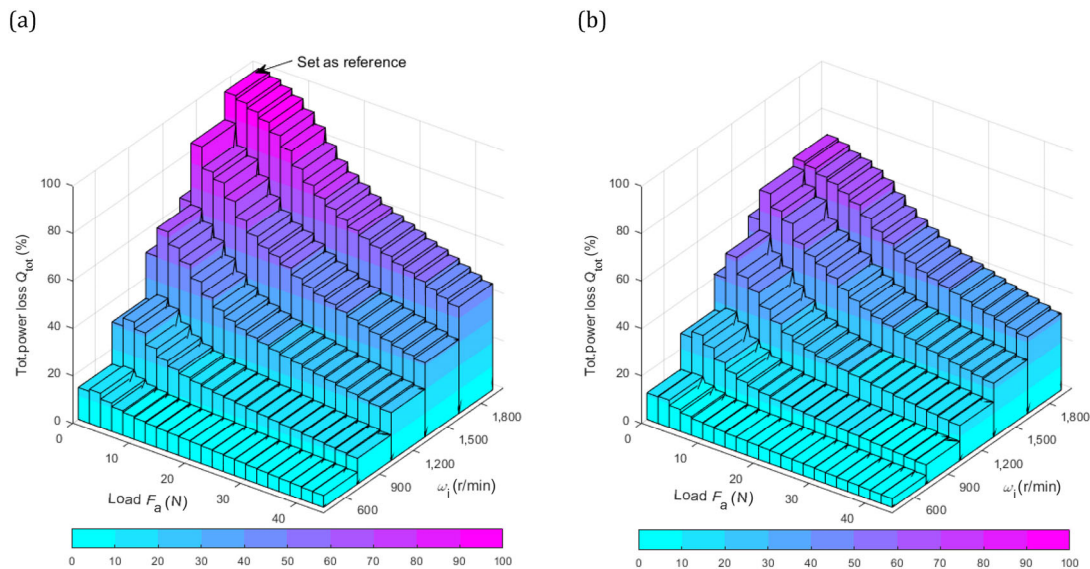 (a)
Set as reference
Tot.power loss Q_tot (%)
100
80
60
40
20
0
0
10
20
30
40
Load F_a (N)
600
900
1,200
1,500
1,800
ω_i (r/min)
0 10 20 30 40 50 60 70 80 90 100
(b)
Tot.power loss Q_tot (%)
100
80
60
40
20
0
0
10
20
30
40
Load F_a (N)
600
900
1,200
1,500
1,800
ω_i (r/min)
0 10 20 30 40 50 60 70 80 90 100